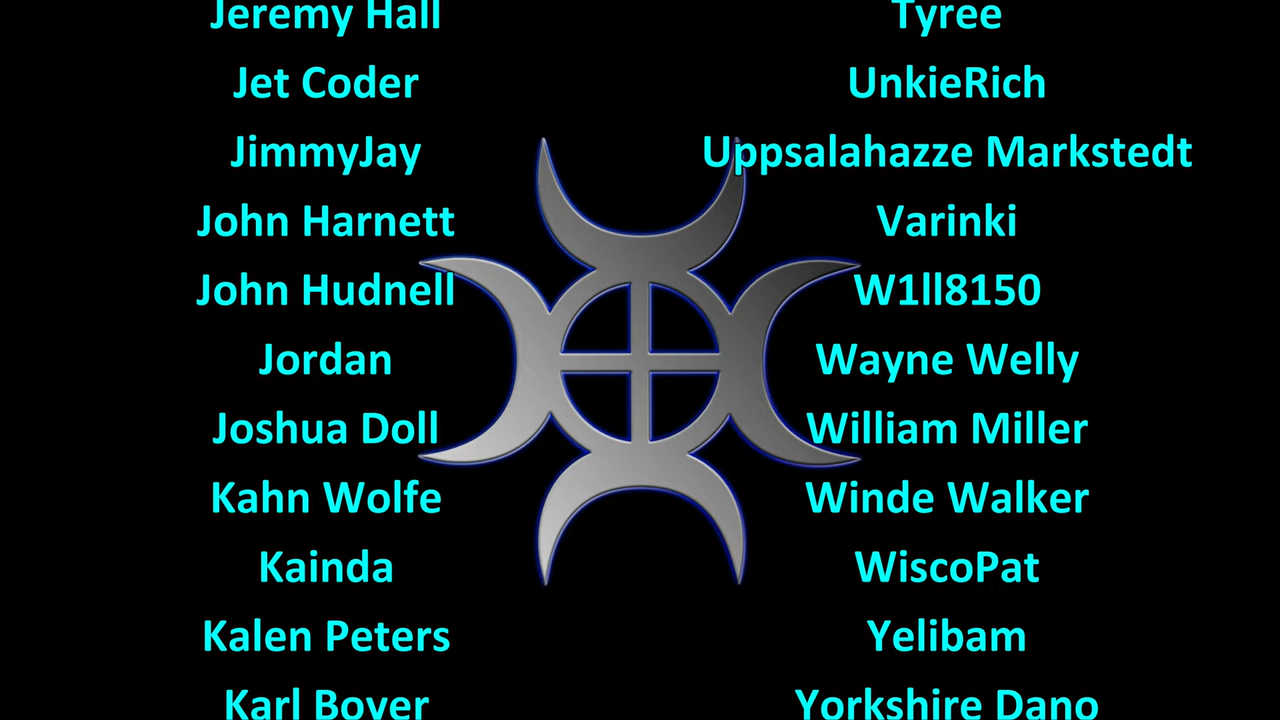 Jeremy Hall
Jet Coder
JimmyJay
John Harnett
John Hudnell
Jordan
Joshua Doll
Kahn Wolfe
Kainda
Kalen Peters
Karl Boyer
Tyree
UnkieRich
Uppsalahazze Markstedt
Varinki
W1ll8150
Wayne Welly
William Miller
Winde Walker
WiscoPat
Yelibam
Yorkshire Dano